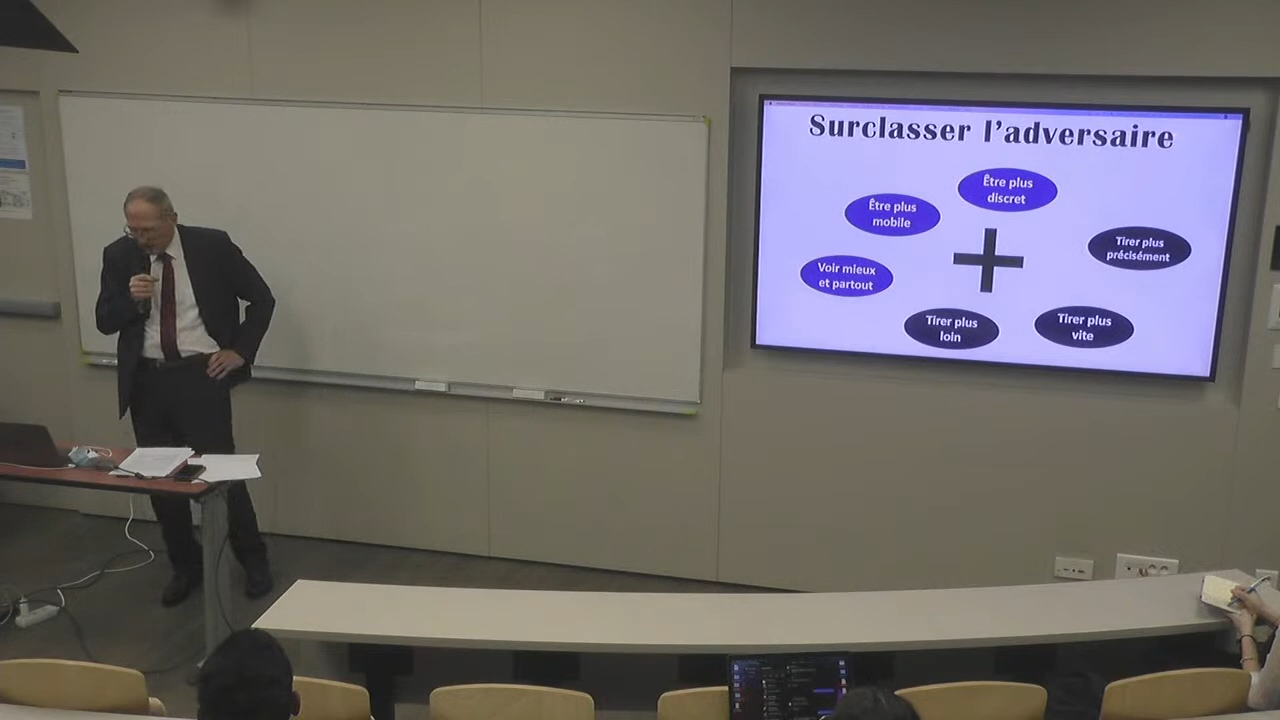 Surclasser l'adversaire
Être plus
discret
Être plus
mobile
Tirer plus
précisément
Voir mieux
et partout
Tirer plus
loin
Tirer plus
vite